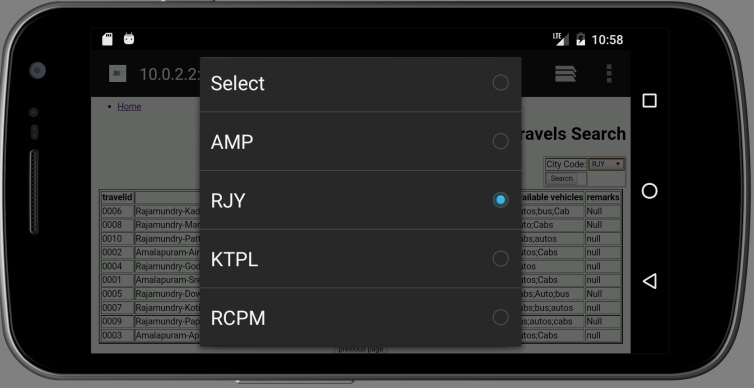 LTE 10:58
10.0.2.2:
Home
ravels Search
City Code: RJY
Search
Select
AMP
RJY
KTPL
RCPM
travelid ailable vehicles remarks
0006 Rajamundry-Kad utos;bus;Cab Null
0008 Rajamundry-Mar uto;Cabs Null
0010 Rajamundry-Patt abs;autos null
0002 Amalapuram-Ain utos;Cabs null
0004 Rajamundry-God utos null
0001 Amalapuram-Sre utos;Cabs null
0005 Rajamundry-Dow abs;Auto;bus Null
0007 Rajamundry-Koti abs;bus;autos null
0009 Rajamundry-Pap us;autos;cabs Null
0003 Amalapuram-Ap utos;Cabs null
previous page